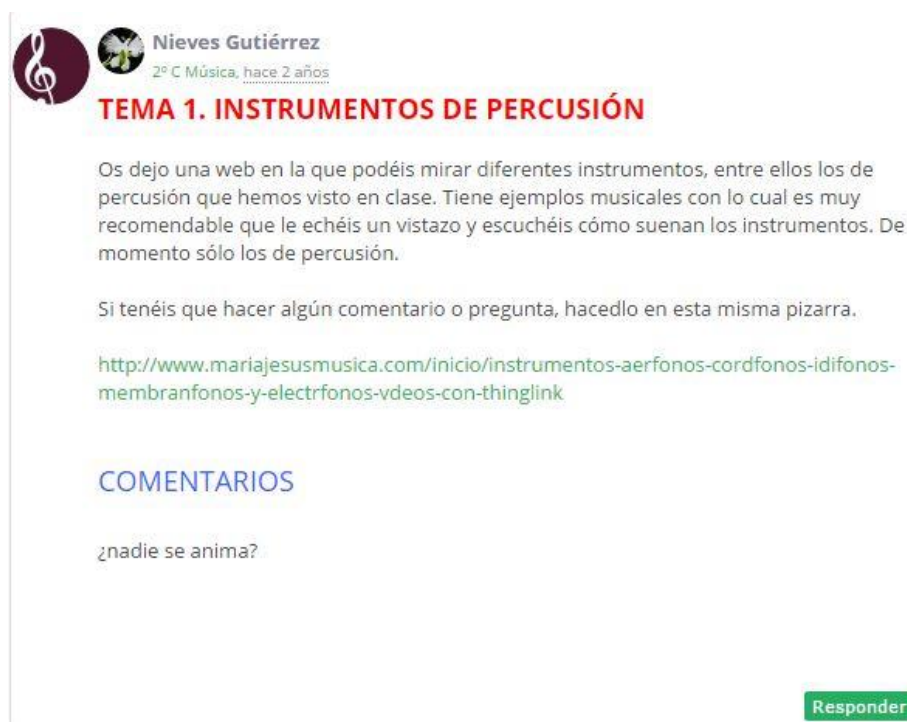 Nieves Gutiérrez
2º C Música, hace 2 años
TEMA 1. INSTRUMENTOS DE PERCUSIÓN
Os dejo una web en la que podéis mirar diferentes instrumentos, entre ellos los de
percusión que hemos visto en clase. Tiene ejemplos musicales con lo cual es muy
recomendable que le echéis un vistazo y escuchéis cómo suenan los instrumentos. De
momento sólo los de percusión.
Si tenéis que hacer algún comentario o pregunta, hacedlo en esta misma pizarra.
http://www.mariajesusmusica.com/inicio/instrumentos-aerfonos-cordfonos-idifonos-
membranfonos-y-electrfonos-vdeos-con-thinglink
COMENTARIOS
¿nadie se anima?
Responder